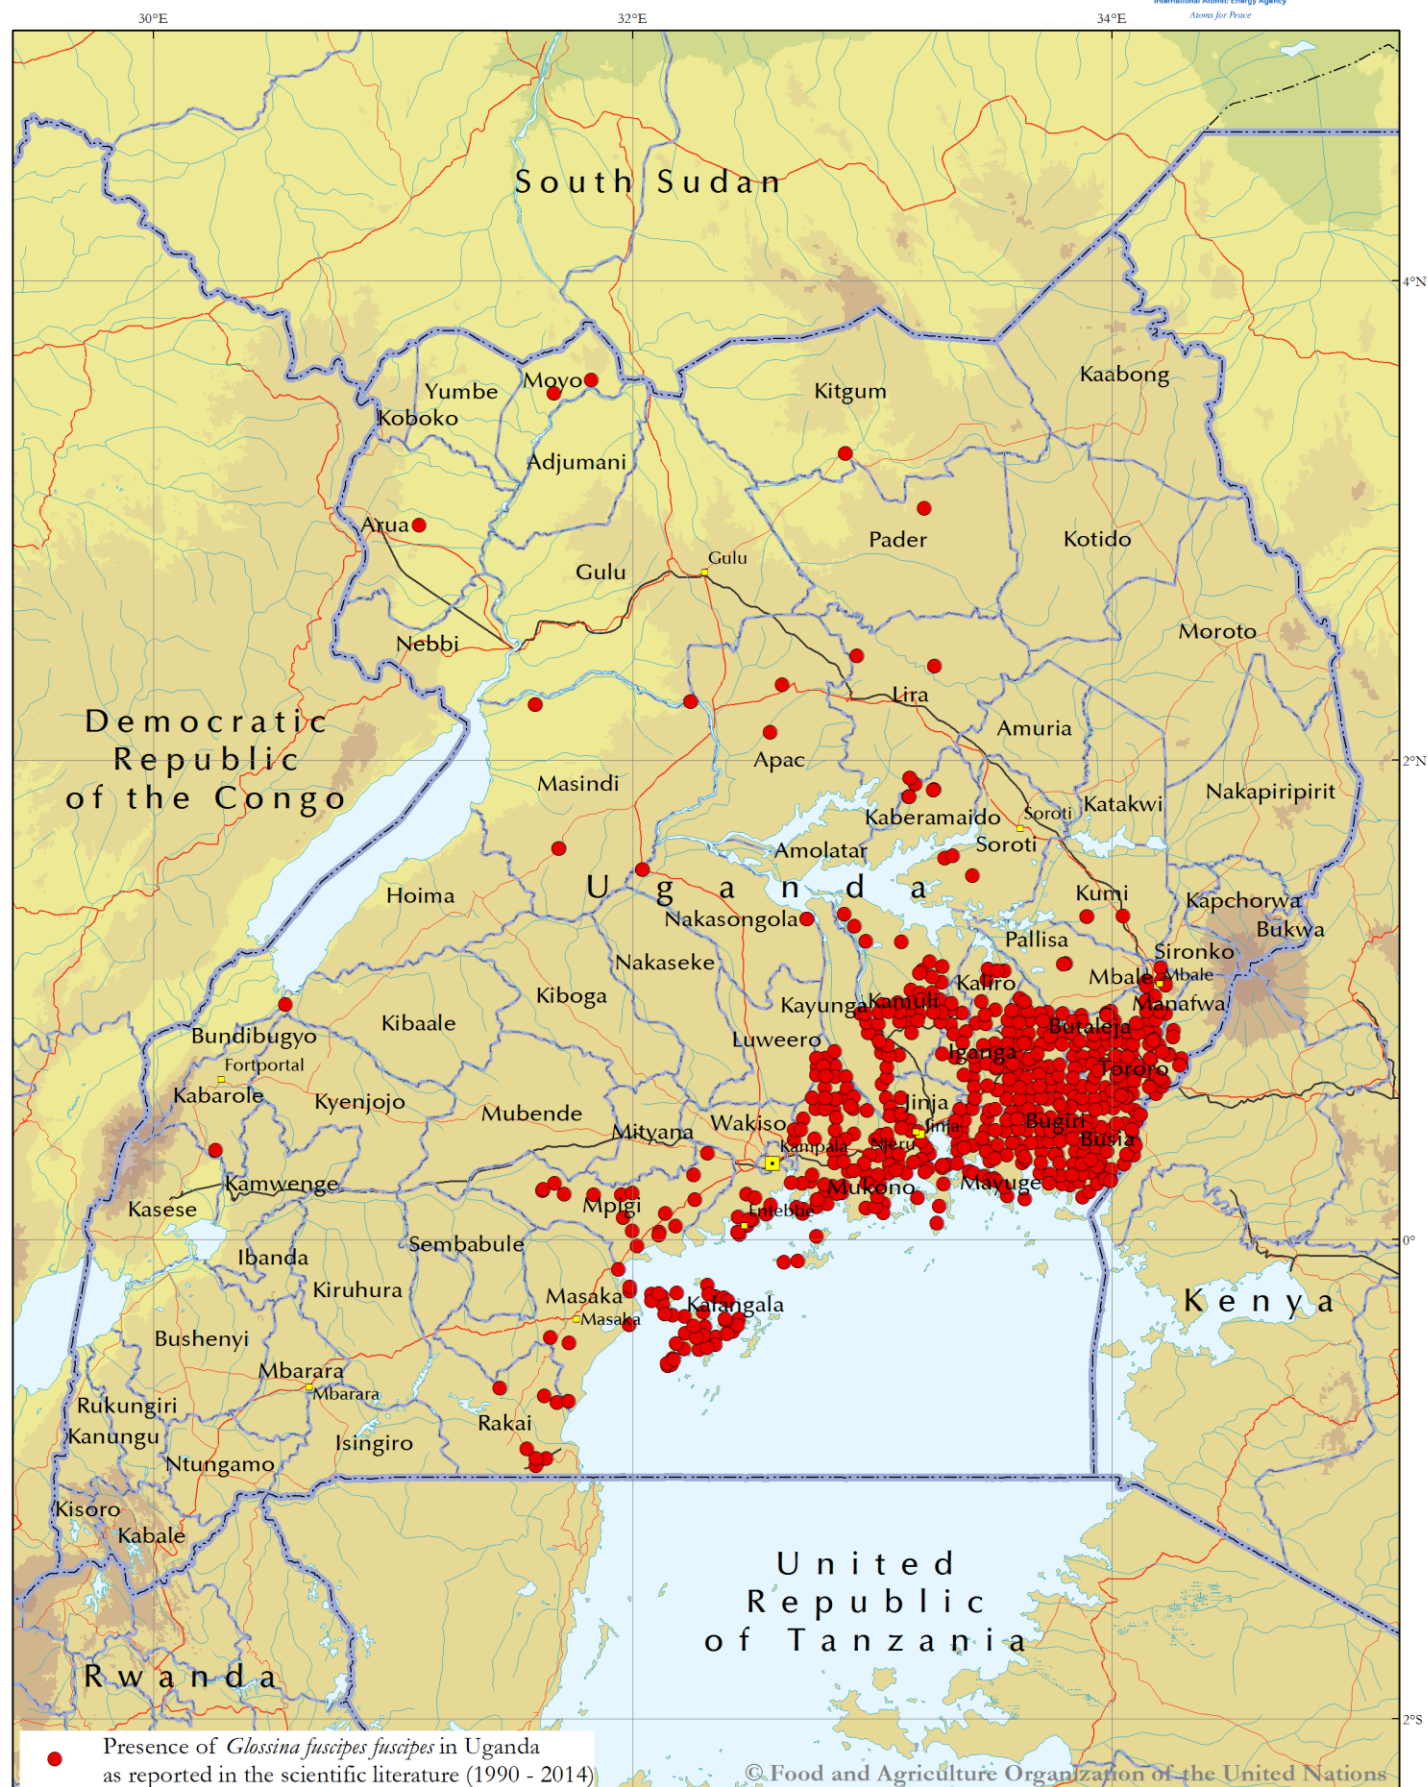 International Atomic Energy Agency
Atoms for Peace
30°E
32°E
34°E
South Sudan
4°N
Kaabong
Moyo
Yumbe
Kitgum
Koboko
Adjumani
Arua
Pader
Kotido
Gulu
Gulu
Moroto
Nebbi
Lira
Democratic
Republic
of the Congo
Amuria
Apac
2°N
Masindi
Nakapiripirit
Katakwi
Kaberamaido
Soroti
Soroti
Amolatar
Uganda
Hoima
Kumi
Kapchorwa
Nakasongola
Bukwa
Pallisa
Sironko
Nakaseke
Mbale
Mbale
Kaliro
Kiboga
Kayunga
Kamuli
Manafwa
Kibaale
Butaleja
Bundibugyo
Luweero
Iganga
Fortportal
Tororo
Kabarole
Kyenjojo
Jinja
Mubende
Wakiso
Bugiri
Jinja
Mityana
Busia
Kampala
Njeru
Kamwenge
Mukono
Mayuge
Kasese
Mpigi
Entebbe
Sembabule
0°
Ibanda
Kiruhura
Masaka
Kalangala
Kenya
Masaka
Bushenyi
Mbarara
Mbarara
Rukungiri
Rakai
Kanungu
Isingiro
Ntungamo
Kisoro
Kabale
United
Republic
of Tanzania
Rwanda
2°S
Presence of Glossina fuscipes fuscipes in Uganda
as reported in the scientific literature (1990 - 2014)
© Food and Agriculture Organization of the United Nations